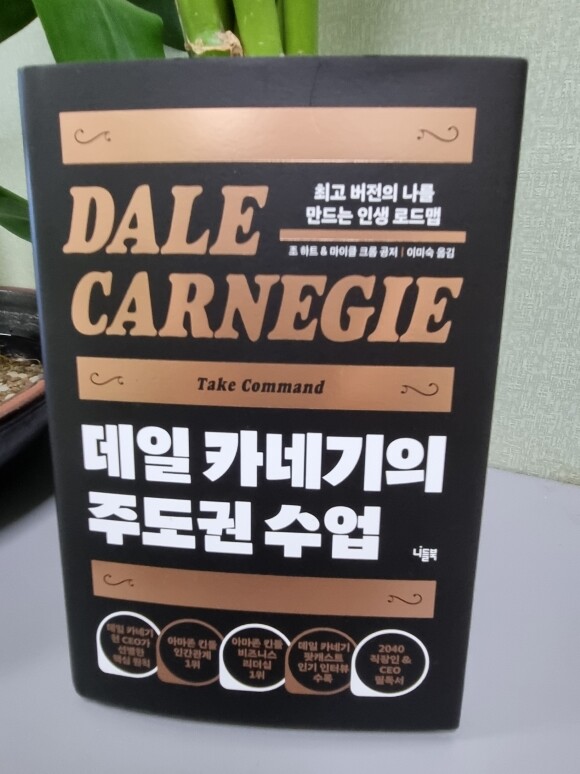 DALE
최고 버전의 나를
만드는 인생 로드맵
조 하트 & 마이클 크롬 공저 | 이미숙 옮김
CARNEGIE
Take Command
데일 카네기의
주도권 수업
니들북
데일 카네기
현 CEO가
선별한
핵심 원칙
아마존 킨들
인간관계
1위
아마존 킨들
비즈니스
리더십
1위
데일 카네기
팟캐스트
인기 인터뷰
수록
2040
직장인 &
CEO
필독서